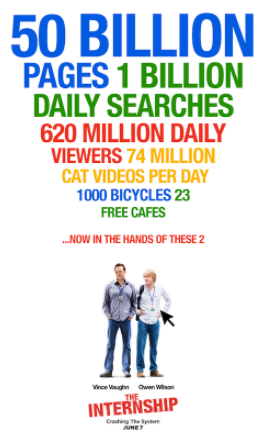 50 BILLION
PAGES 1 BILLION
DAILY SEARCHES
620 MILLION DAILY
VIEWERS 74 MILLION
CAT VIDEOS PER DAY
1000 BICYCLES 23
FREE CAFES
...NOW IN THE HANDS OF THESE 2
Vince Vaughn Owen Wilson
THE
INTERNSHIP
Crashing The System
JUNE 7